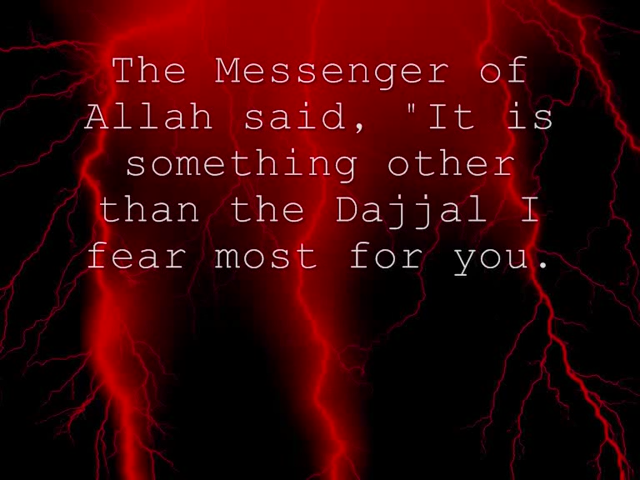 The Messenger of
Allah said, "It is
something other
than the Dajjal I
fear most for you.